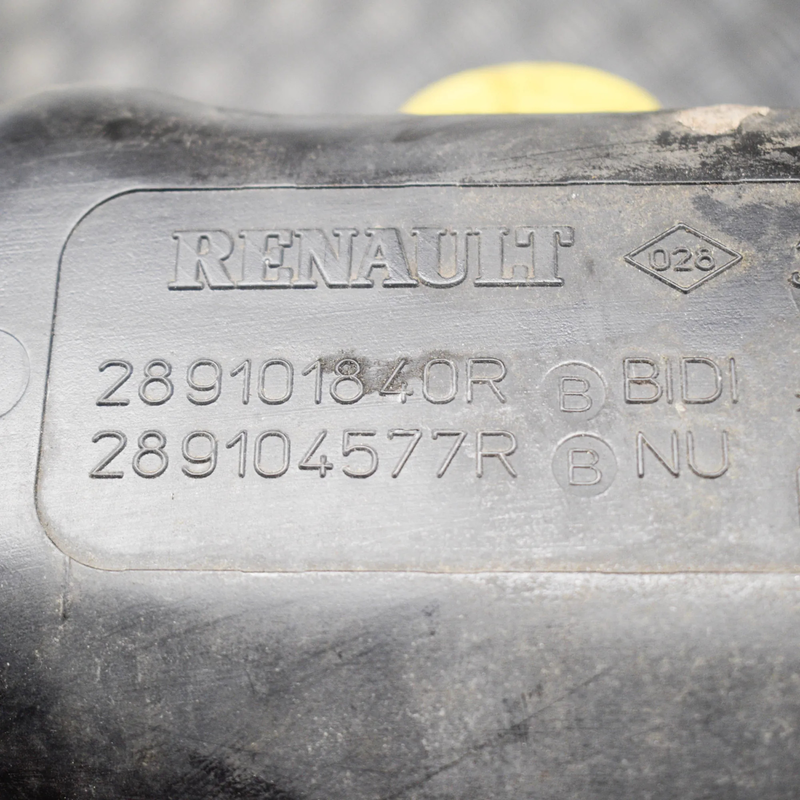 RENAULT 028
289101840R B BIDI
289104577R B NU